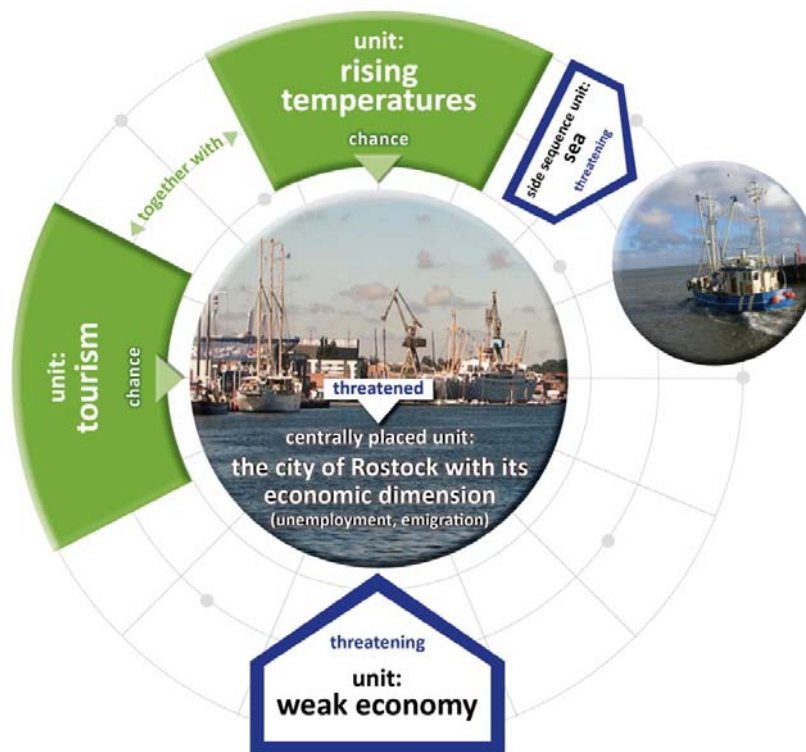 unit:
rising
temperatures
chance
side sequence unit:
sea
threatening
together with
unit:
tourism
chance
threatened
centrally placed unit:
the city of Rostock with its
economic dimension
(unemployment, emigration)
threatening
unit:
weak economy